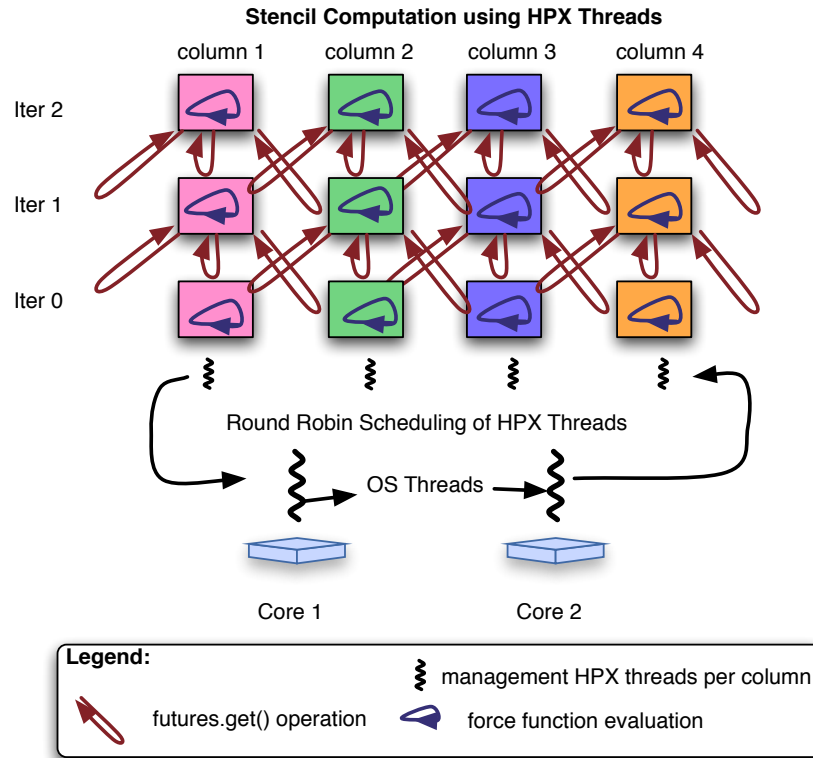 Stencil Computation using HPX Threads
column 1 column 2 column 3 column 4
Iter 2
Iter 1
Iter 0
Round Robin Scheduling of HPX Threads
OS Threads
Core 1 Core 2
Legend:
management HPX threads per column
futures.get() operation force function evaluation